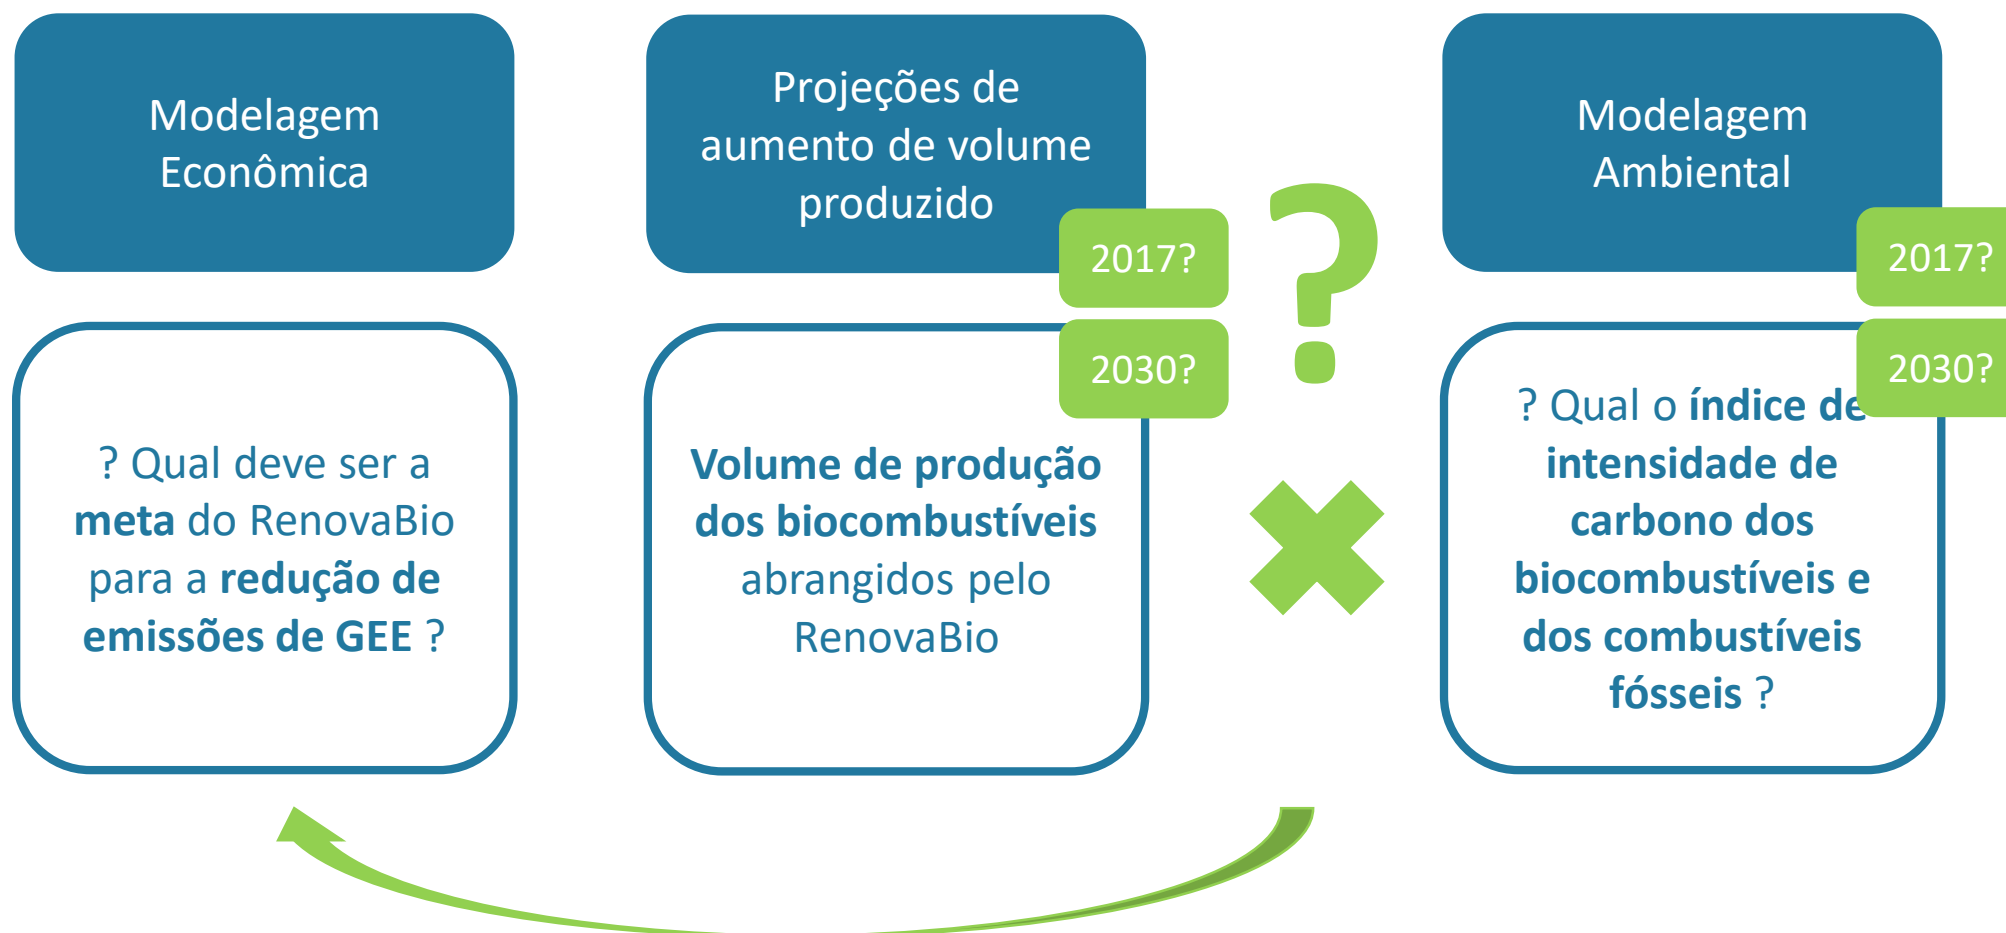 Modelagem
Econômica
? Qual deve ser a
meta do RenovaBio
para a redução de
emissões de GEE ?
Projeções de
aumento de volume
produzido
2017?
2030?
Volume de produção
dos biocombustíveis
abrangidos pelo
RenovaBio
?
Modelagem
Ambiental
2017?
2030?
? Qual o índice de
intensidade de
carbono dos
biocombustíveis e
dos combustíveis
fósseis ?